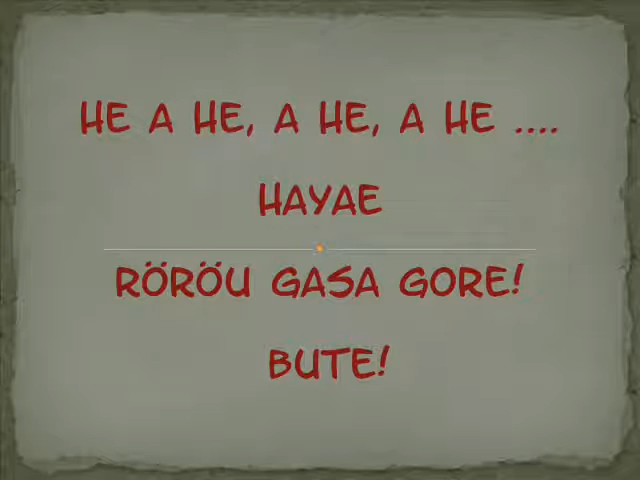 HE A HE, A HE, A HE ....
HAYAE
RÖRÖU GASA GORE!
BUTE!